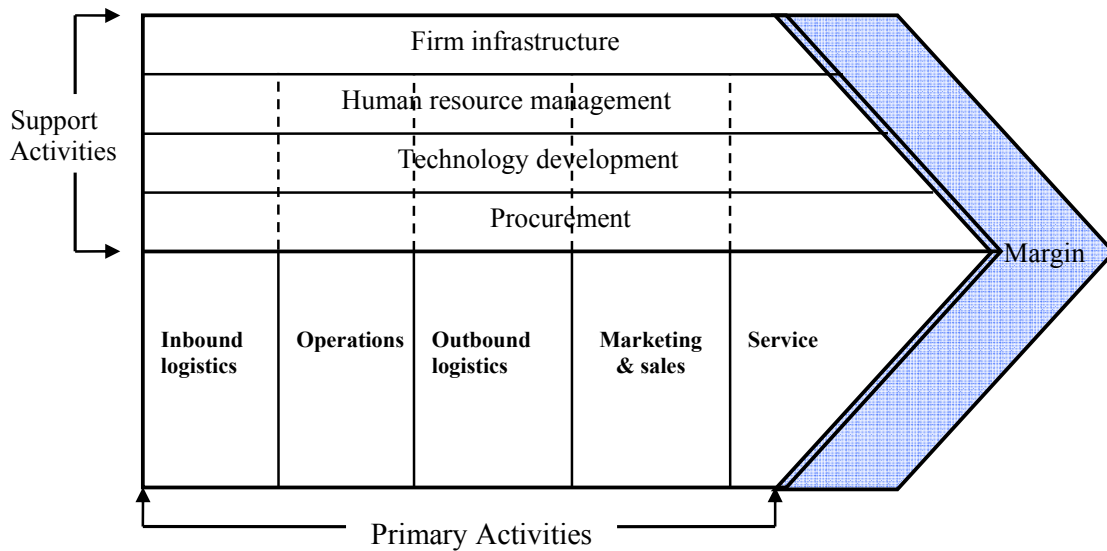 Firm infrastructure
Human resource management
Support
Activities
Technology development
Procurement
Margin
Inbound
logistics
Operations
Outbound
logistics
Marketing
& sales
Service
Primary Activities